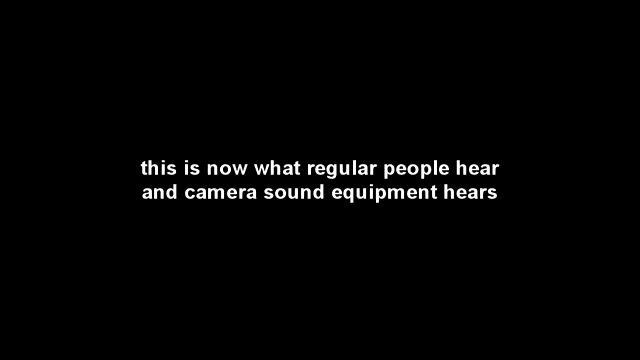 this is now what regular people hear
and camera sound equipment hears